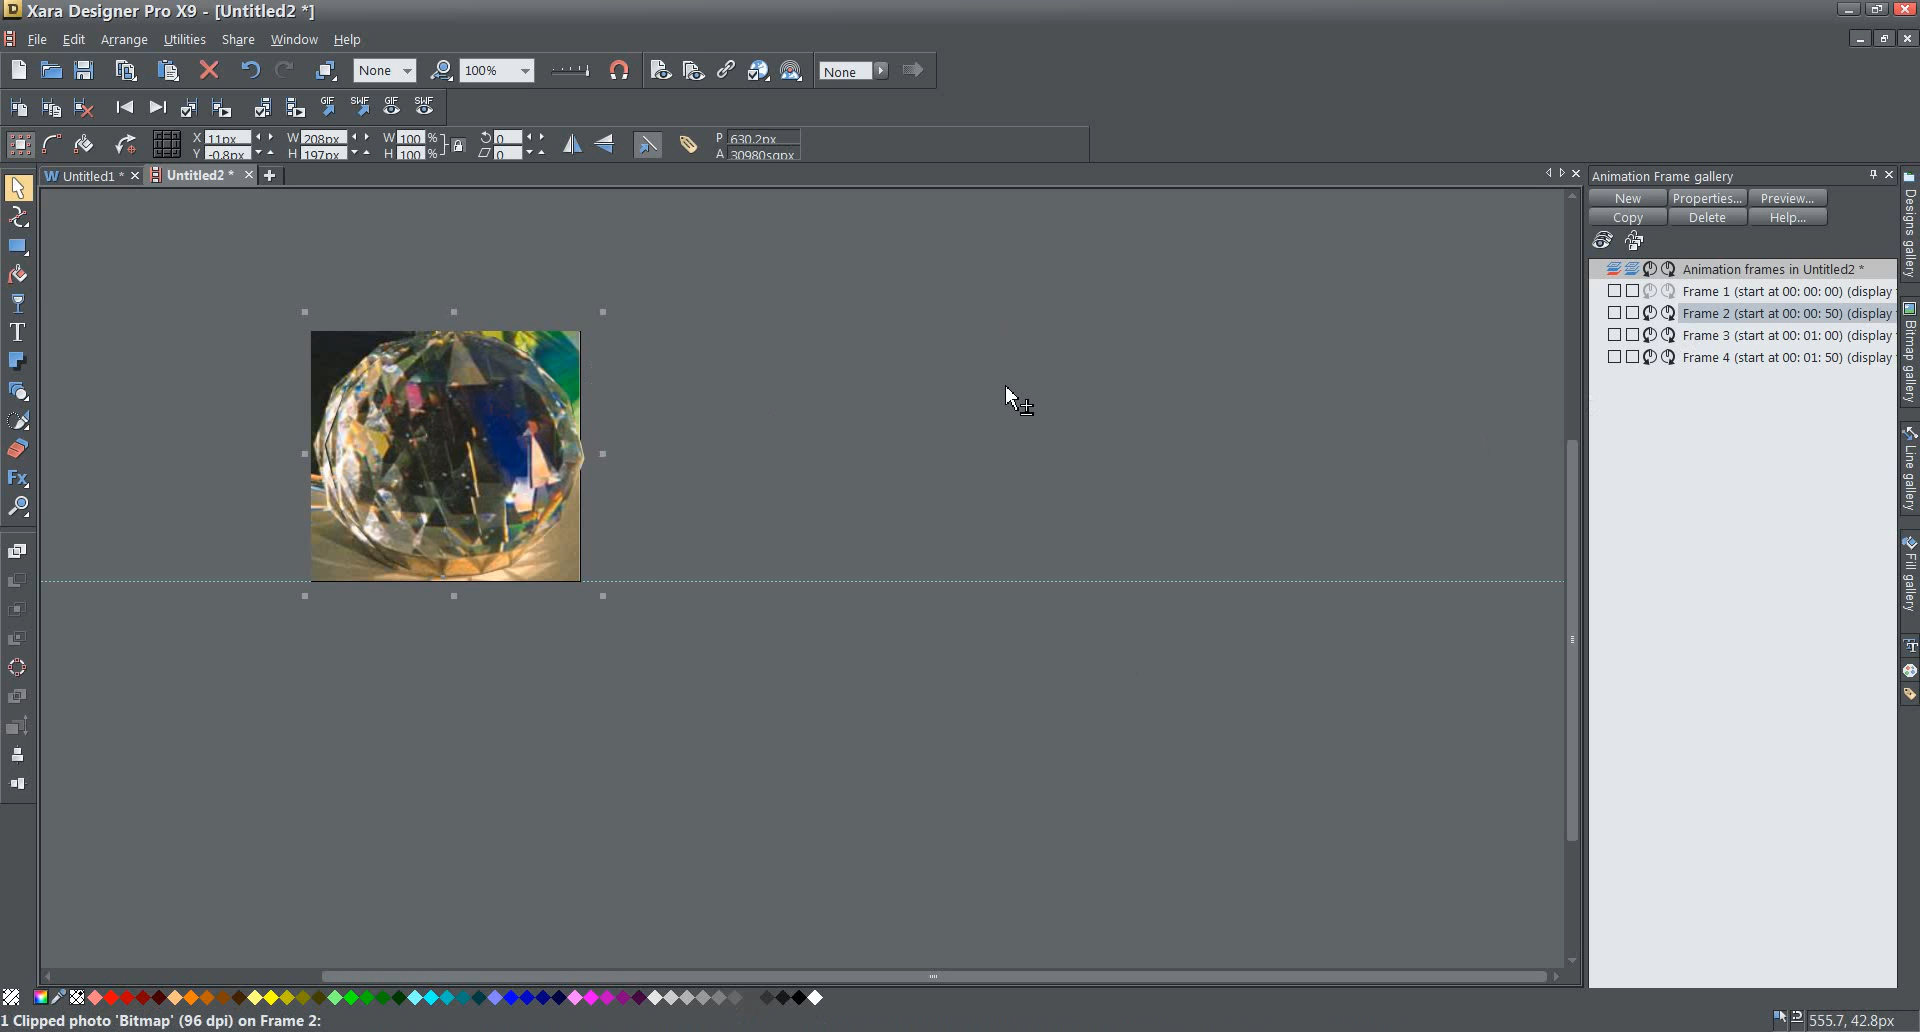 Xara Designer Pro X9 - [Untitled2 *]
File Edit Arrange Utilities Share Window Help
None 100% None
GIF SWF GIF SWF
X 11px W 208px W 100 % 0 P 630.2px
Y -0.8px H 197px H 100 % 0 A 30980sqpx
W Untitled1 * Untitled2 *
Animation Frame gallery
New Properties... Preview...
Copy Delete Help...
Animation frames in Untitled2 *
Frame 1 (start at 00: 00: 00) (display
Frame 2 (start at 00: 00: 50) (display
Frame 3 (start at 00: 01: 00) (display
Frame 4 (start at 00: 01: 50) (display
Designs gallery
Bitmap gallery
Line gallery
Fill gallery
T
Fx
1 Clipped photo 'Bitmap' (96 dpi) on Frame 2:
555.7, 42.8px